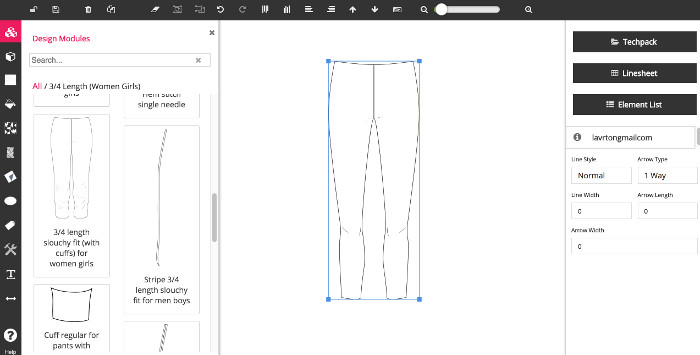 Design Modules
Search...
All / 3/4 Length (Women Girls)
girls
Hem stitch
single needle
3/4 length
slouchy fit (with
cuffs) for
women girls
Stripe 3/4
length slouchy
fit for men boys
Cuff regular for
pants with
Help
Techpack
Linesheet
Element List
lavrtongmailcom
Line Style
Arrow Type
Normal
1 Way
Line Width
Arrow Length
0
0
Arrow Width
0